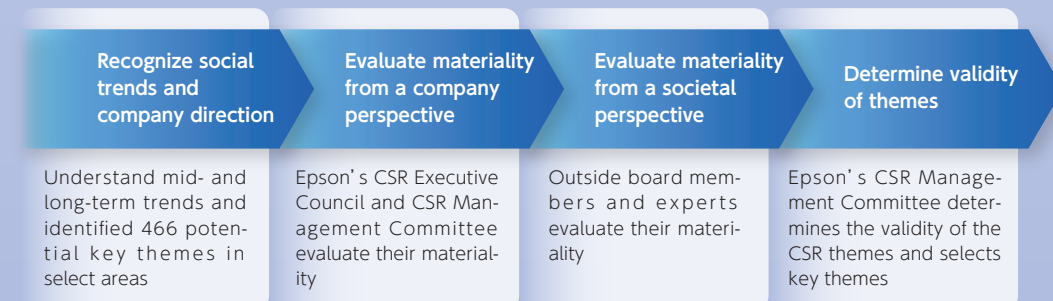 Recognize social
trends and
company direction
Understand mid- and
long-term trends and
identified 466 poten-
tial key themes in
select areas
Evaluate materiality
from a company
perspective
Epson's CSR Executive
Council and CSR Man-
agement Committee
evaluate their material-
ity
Evaluate materiality
from a societal
perspective
Outside board mem-
bers and experts
evaluate their materi-
ality
Determine validity
of themes
Epson's CSR Manage-
ment Committee deter-
mines the validity of the
CSR themes and selects
key themes